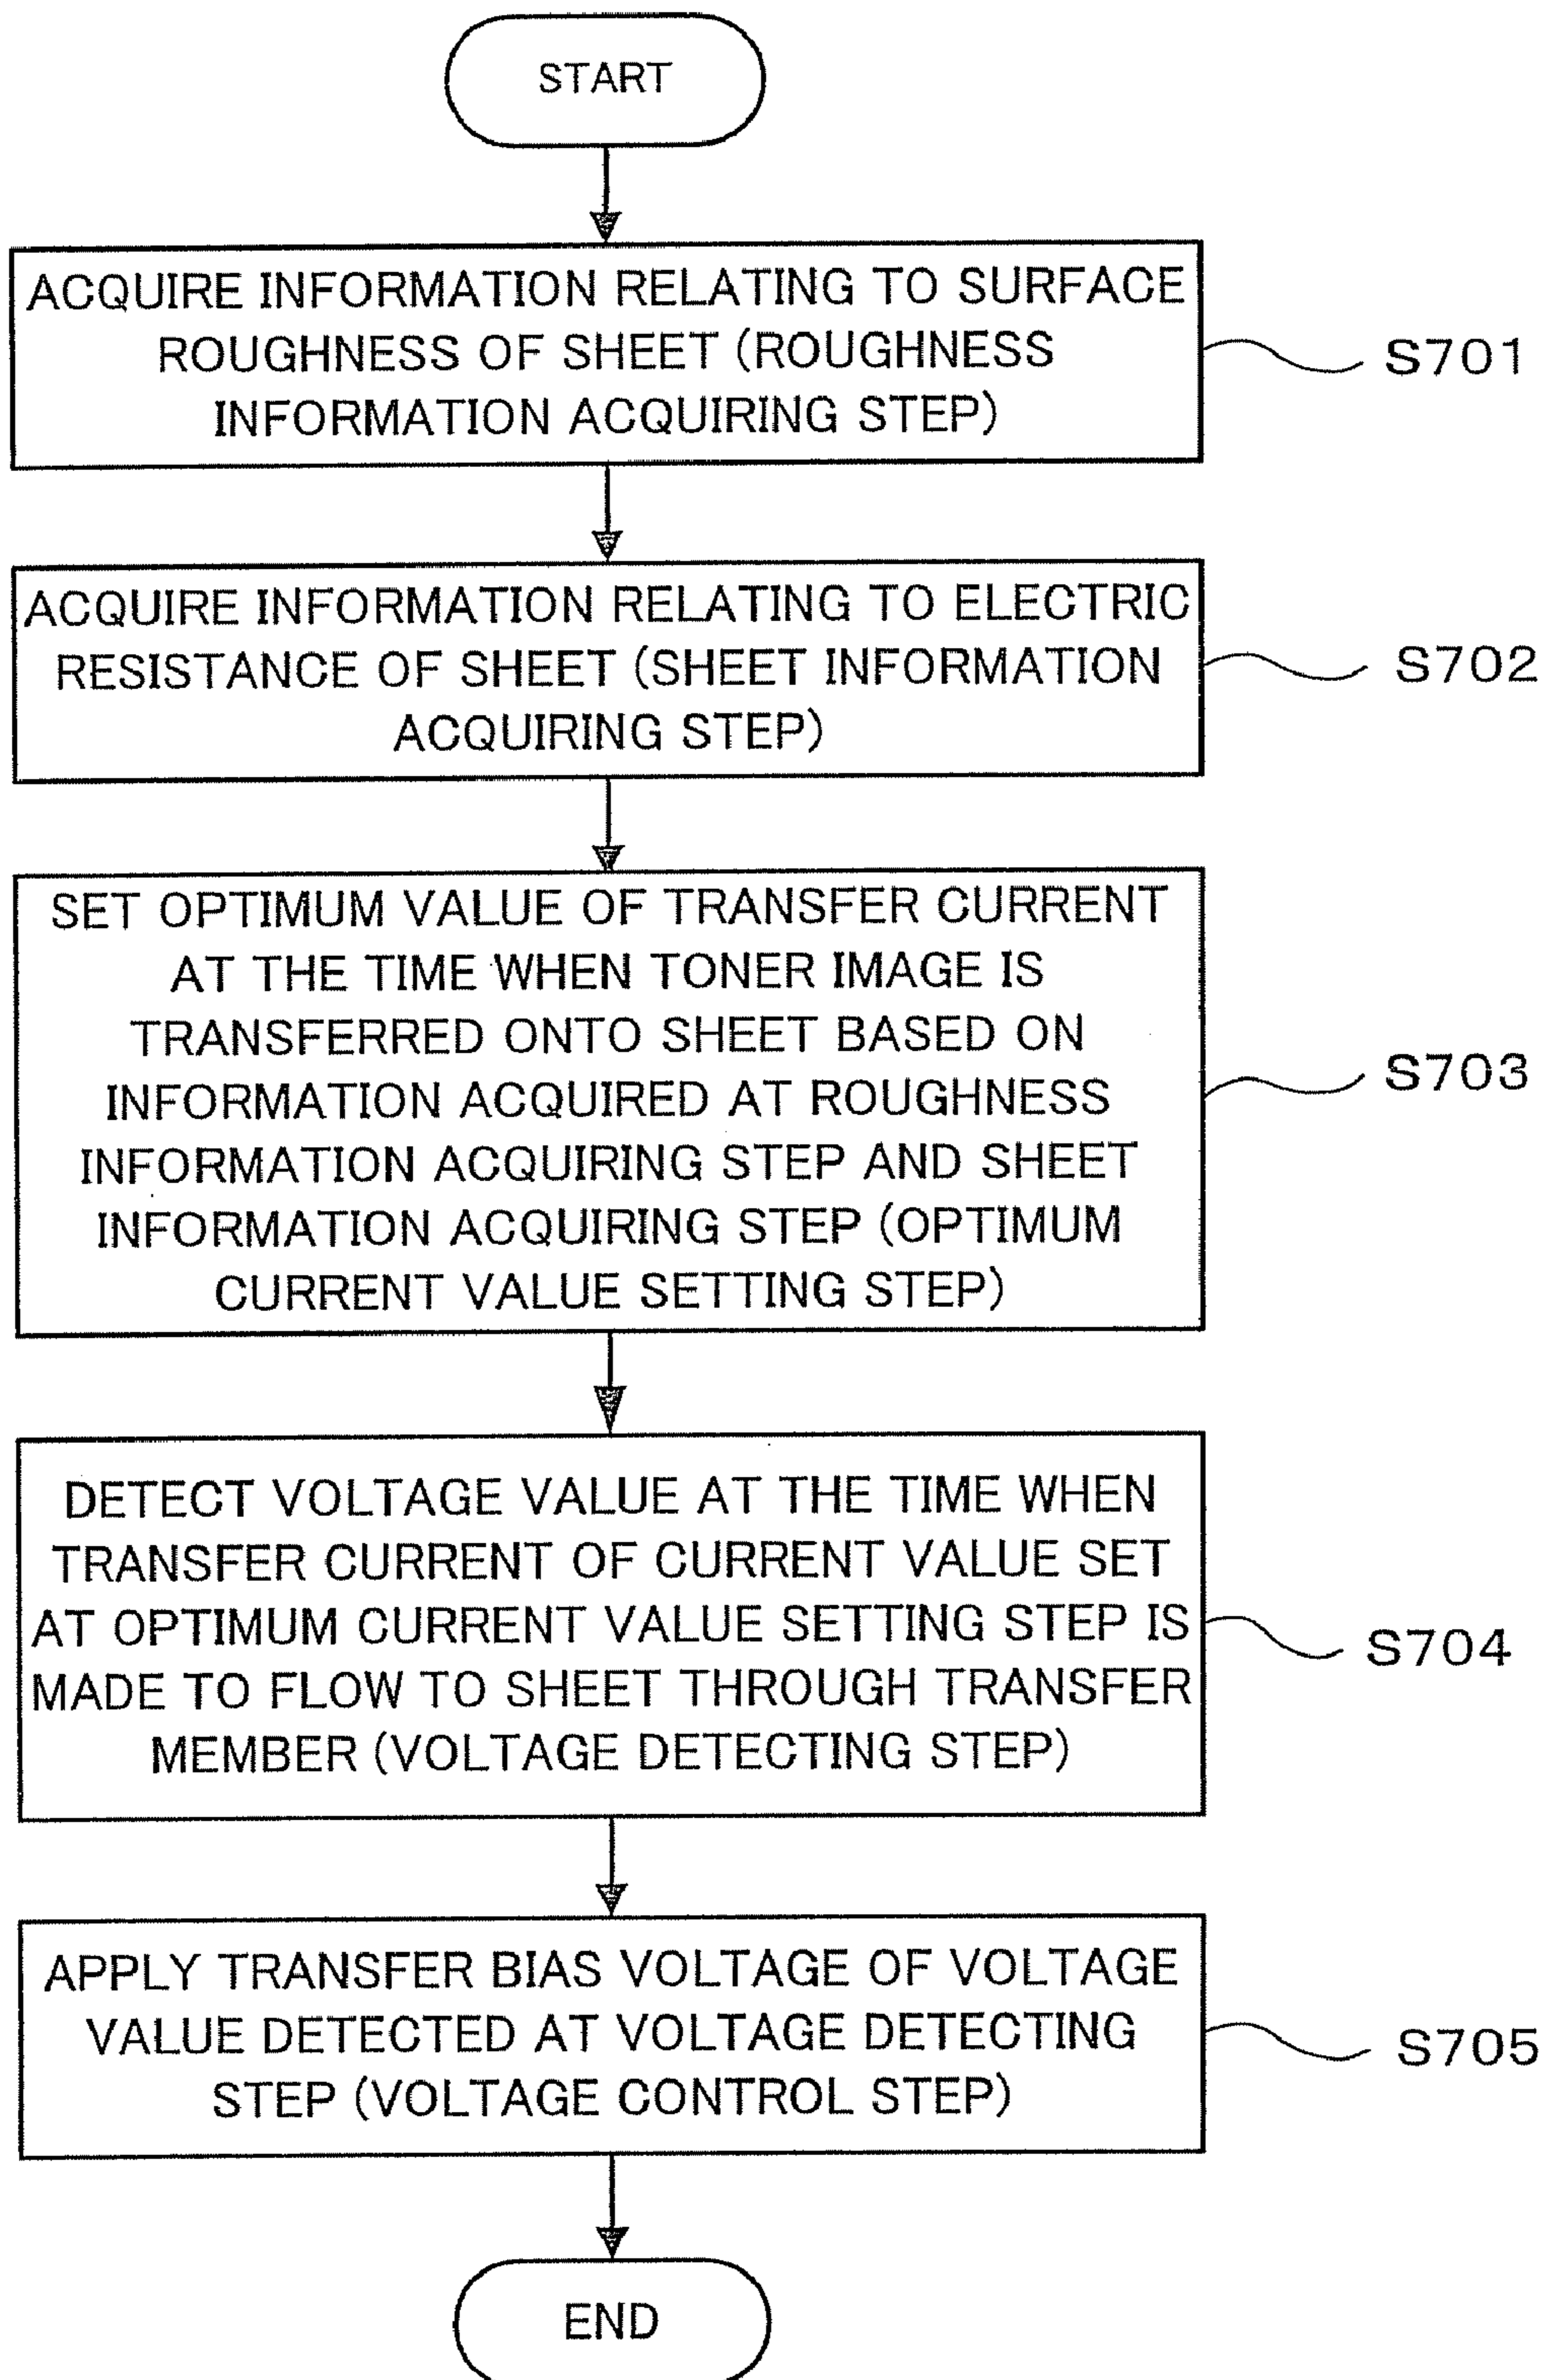 START
ACQUIRE INFORMATION RELATING TO SURFACE
ROUGHNESS OF SHEET (ROUGHNESS
INFORMATION ACQUIRING STEP)
S701
ACQUIRE INFORMATION RELATING TO ELECTRIC
RESISTANCE OF SHEET (SHEET INFORMATION
ACQUIRING STEP)
S702
SET OPTIMUM VALUE OF TRANSFER CURRENT
AT THE TIME WHEN TONER IMAGE IS
TRANSFERRED ONTO SHEET BASED ON
INFORMATION ACQUIRED AT ROUGHNESS
INFORMATION ACQUIRING STEP AND SHEET
INFORMATION ACQUIRING STEP (OPTIMUM
CURRENT VALUE SETTING STEP)
S703
DETECT VOLTAGE VALUE AT THE TIME WHEN
TRANSFER CURRENT OF CURRENT VALUE SET
AT OPTIMUM CURRENT VALUE SETTING STEP IS
MADE TO FLOW TO SHEET THROUGH TRANSFER
MEMBER (VOLTAGE DETECTING STEP)
S704
APPLY TRANSFER BIAS VOLTAGE OF VOLTAGE
VALUE DETECTED AT VOLTAGE DETECTING
STEP (VOLTAGE CONTROL STEP)
S705
END